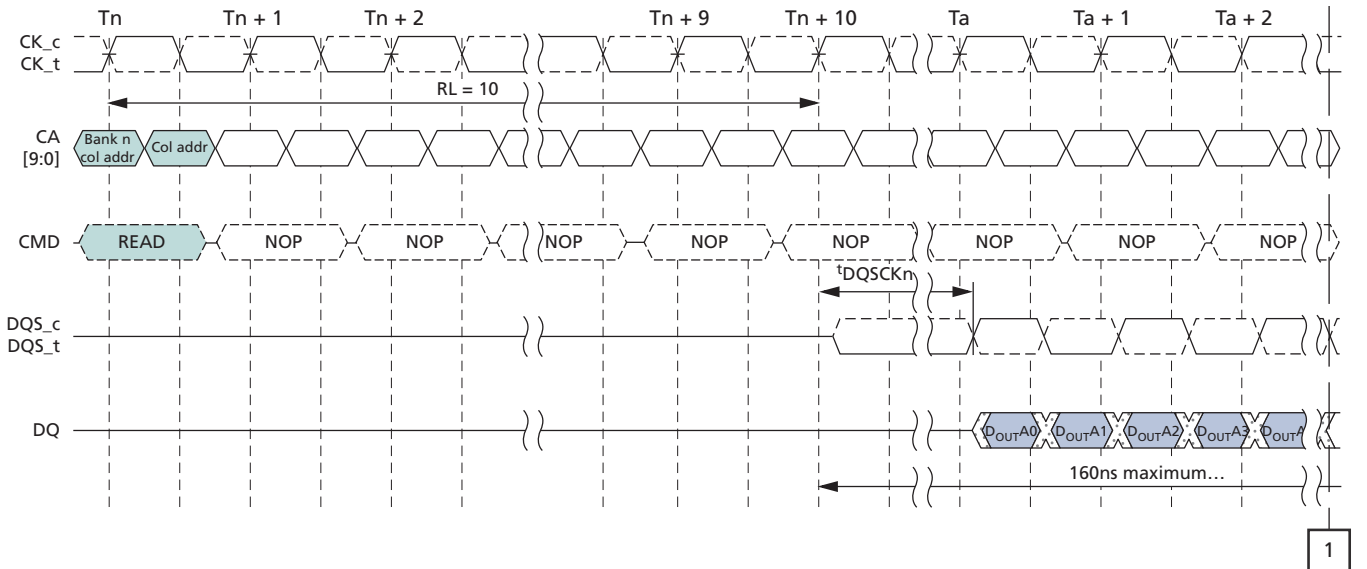 Tn Tn + 1 Tn + 2 Tn + 9 Tn + 10 Ta Ta + 1 Ta + 2
CK_c
CK_t
RL = 10
CA
[9:0]
Bank n
col addr
Col addr
CMD READ NOP NOP NOP NOP NOP NOP NOP NOP
tDQSCKn
DQS_c
DQS_t
DQ DOUTA0 DOUTA1 DOUTA2 DOUTA3 DOUTA
160ns maximum…
1